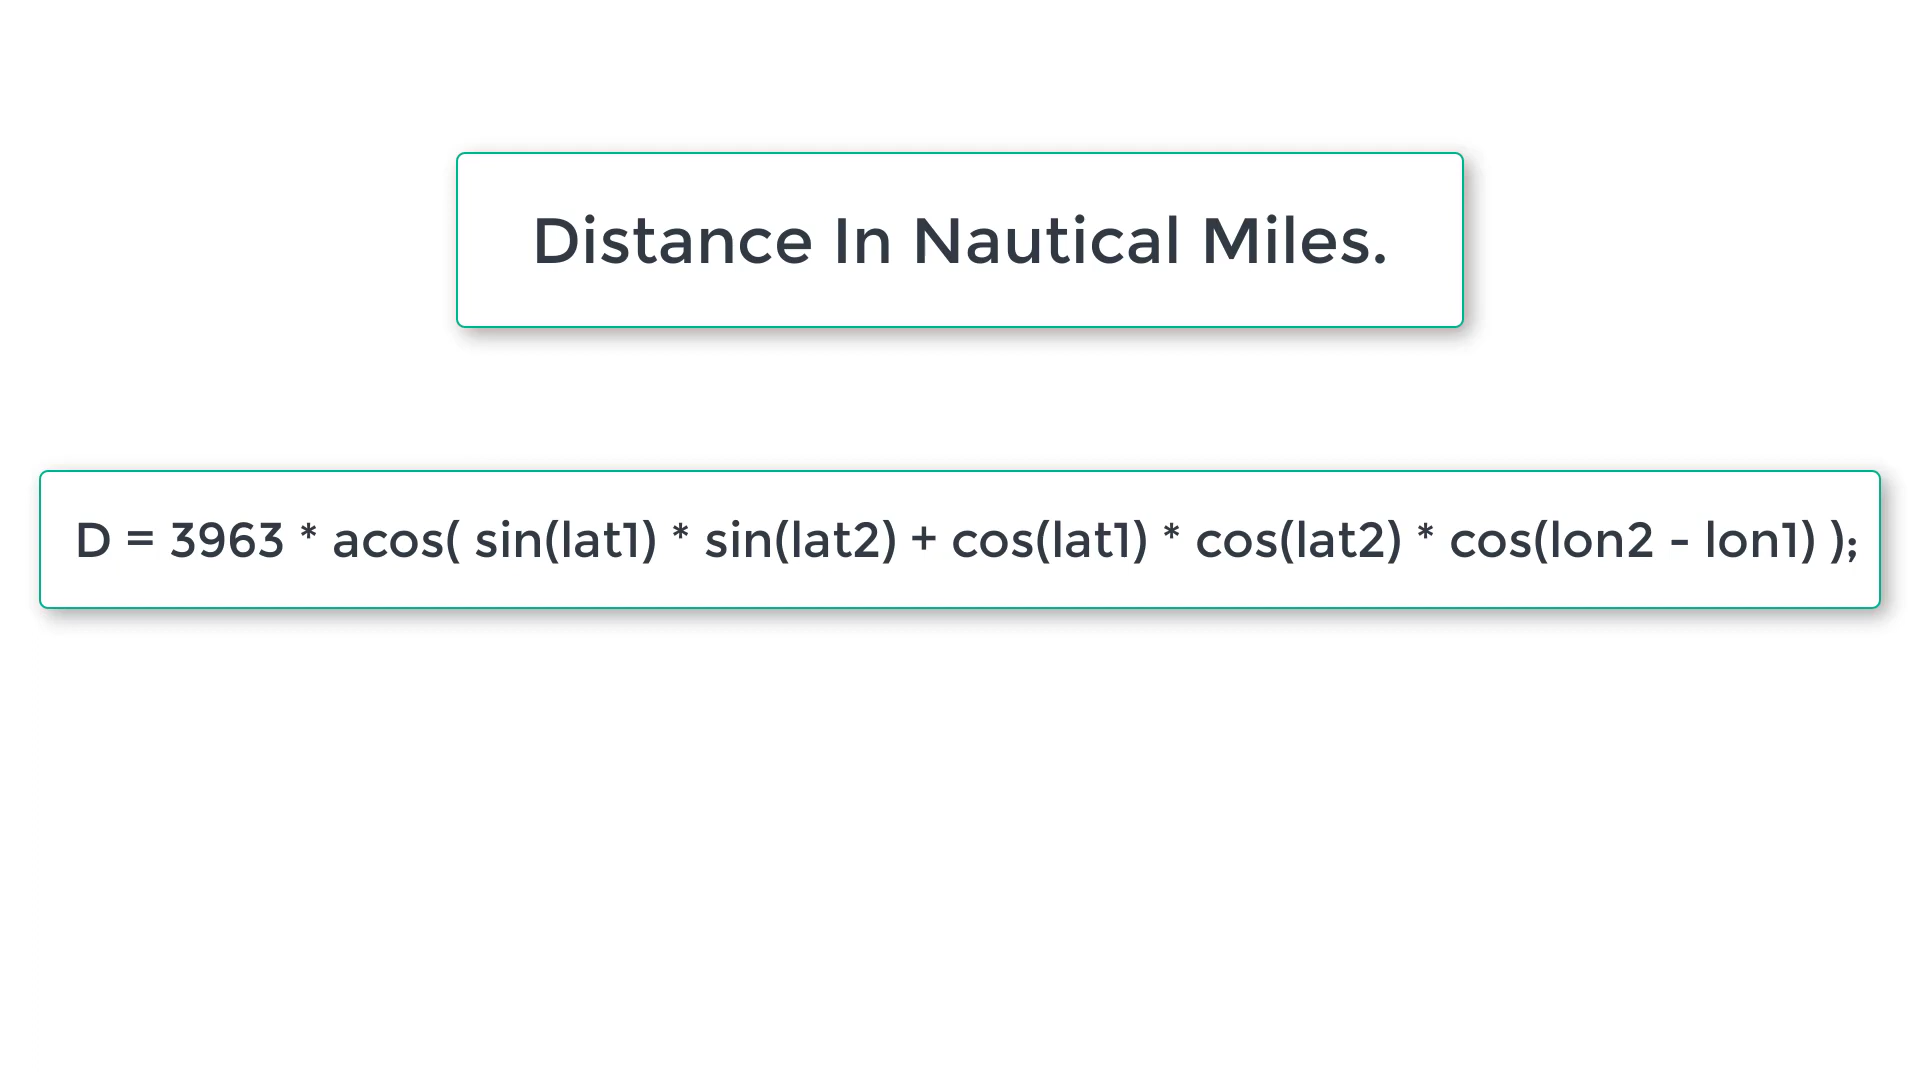 Distance In Nautical Miles.
D = 3963 * acos( sin(lat1) * sin(lat2) + cos(lat1) * cos(lat2) * cos(lon2 - lon1) );